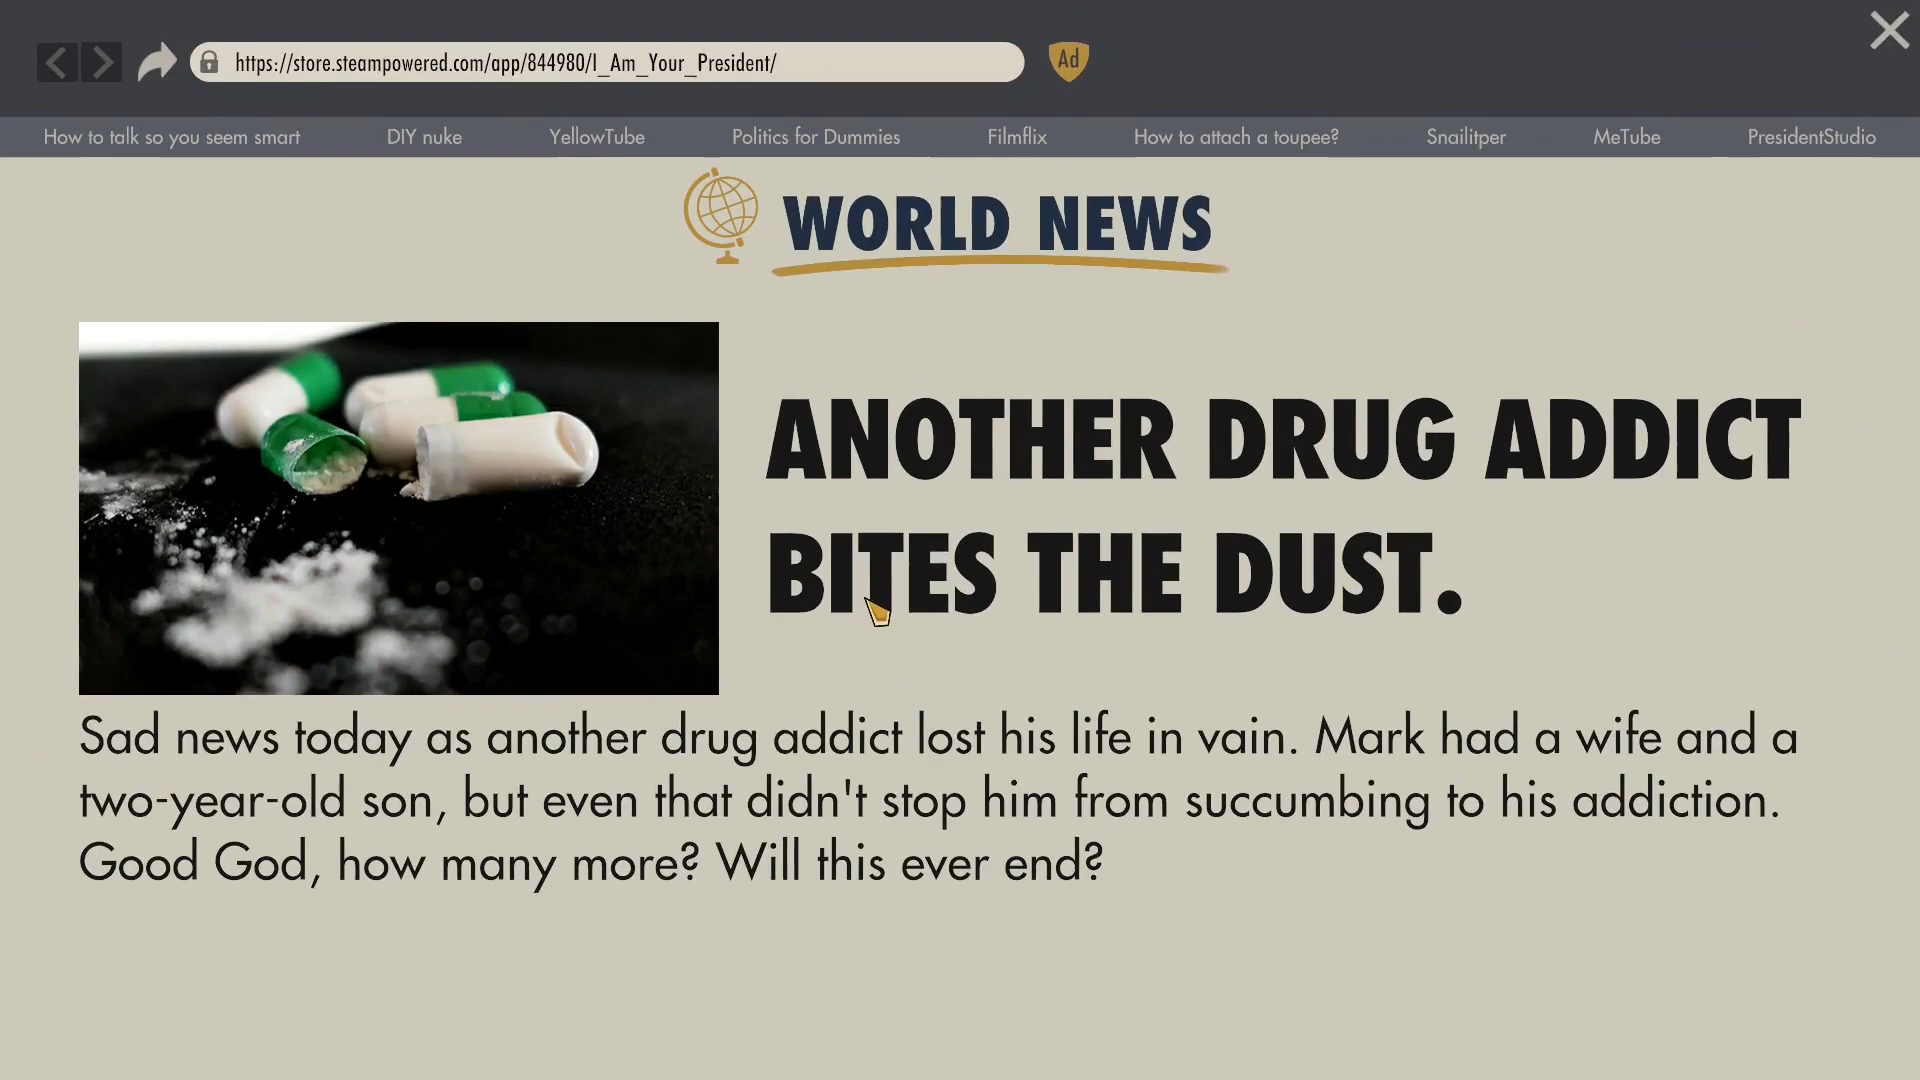 https://store.steampowered.com/app/844980/I_Am_Your_President/
Ad
How to talk so you seem smart DIY nuke YellowTube Politics for Dummies Filmflix How to attach a toupee? Snailitper MeTube PresidentStudio
WORLD NEWS
ANOTHER DRUG ADDICT
BITES THE DUST.
Sad news today as another drug addict lost his life in vain. Mark had a wife and a
two-year-old son, but even that didn't stop him from succumbing to his addiction.
Good God, how many more? Will this ever end?